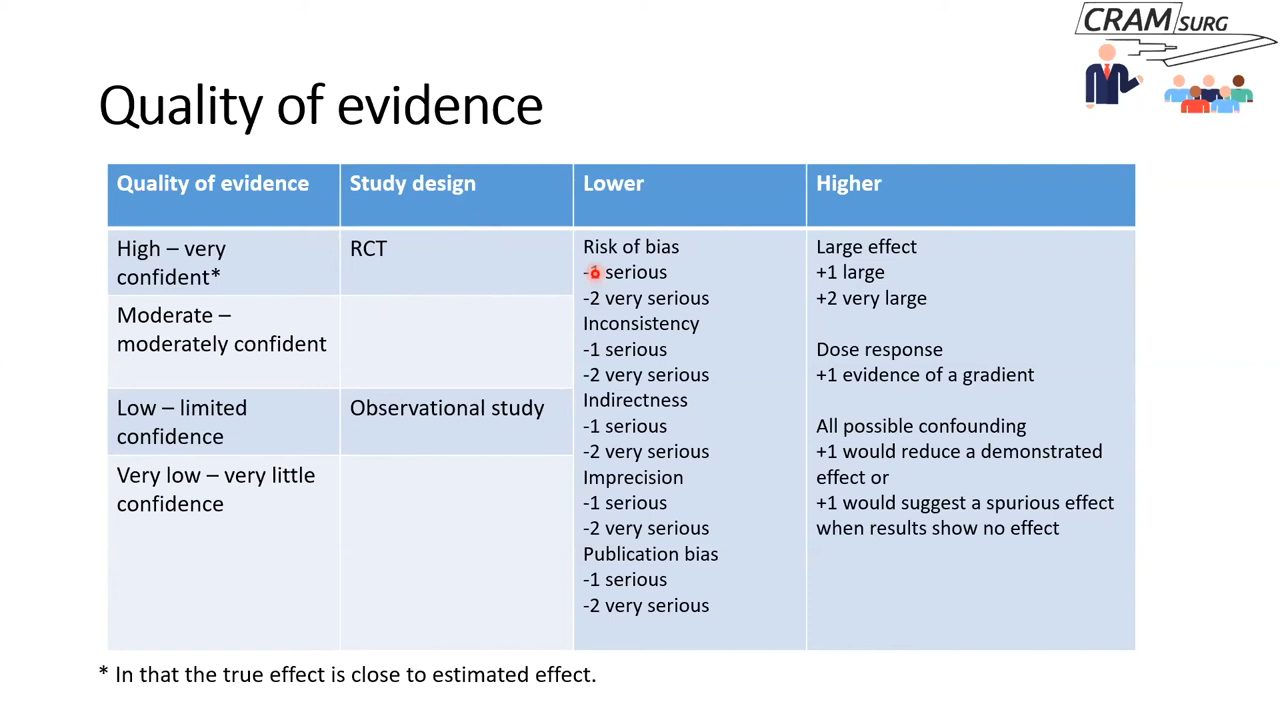 CRAM SURG
Quality of evidence
Quality of evidence
Study design
Lower
Higher
High – very
confident*
RCT
Moderate –
moderately confident
Low – limited
confidence
Observational study
Very low – very little
confidence
Risk of bias
serious
-2 very serious
Inconsistency
-1 serious
-2 very serious
Indirectness
-1 serious
-2 very serious
Imprecision
-1 serious
-2 very serious
Publication bias
-1 serious
-2 very serious
Large effect
+1 large
+2 very large
Dose response
+1 evidence of a gradient
All possible confounding
+1 would reduce a demonstrated
effect or
+1 would suggest a spurious effect
when results show no effect
* In that the true effect is close to estimated effect.